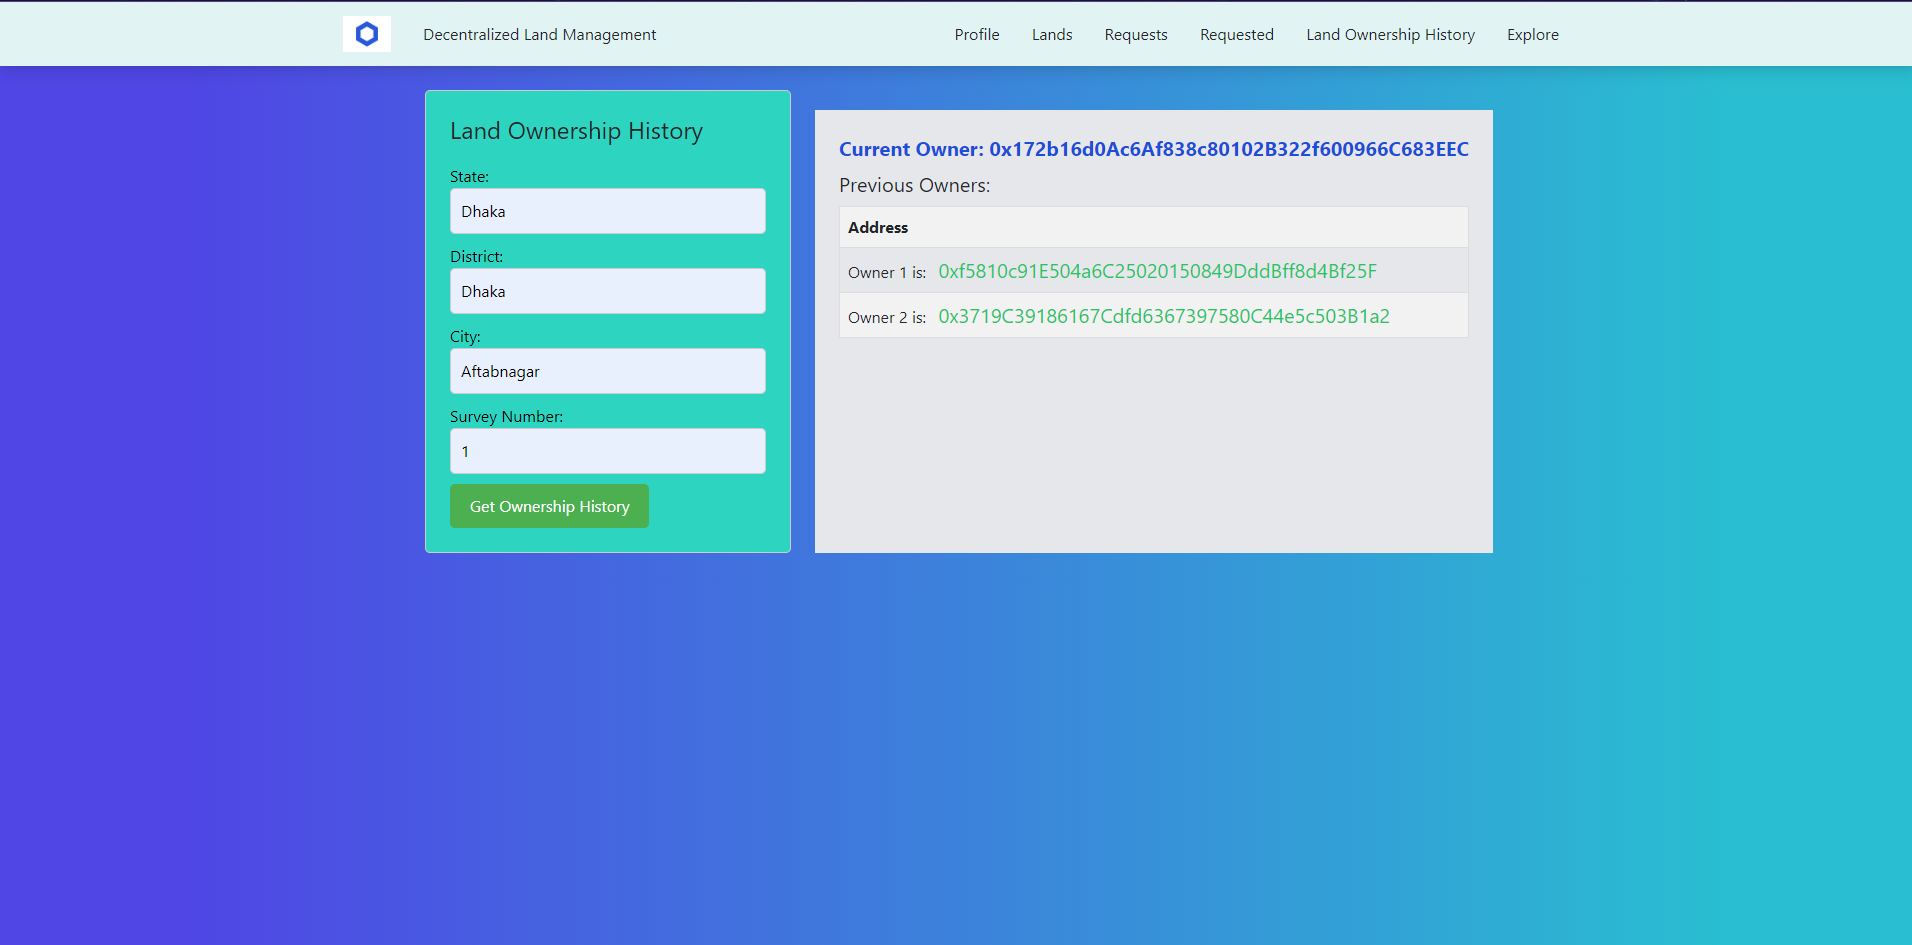 Decentralized Land Management
Profile
Lands
Requests
Requested
Land Ownership History
Explore
Land Ownership History
State:
Dhaka
District:
Dhaka
City:
Aftabnagar
Survey Number:
1
Get Ownership History
Current Owner: 0x172b16d0Ac6Af838c80102B322f600966C683EEC
Previous Owners:
Address
Owner 1 is: 0xf5810c91E504a6C25020150849DddBff8d4Bf25F
Owner 2 is: 0x3719C39186167Cdfd6367397580C44e5c503B1a2